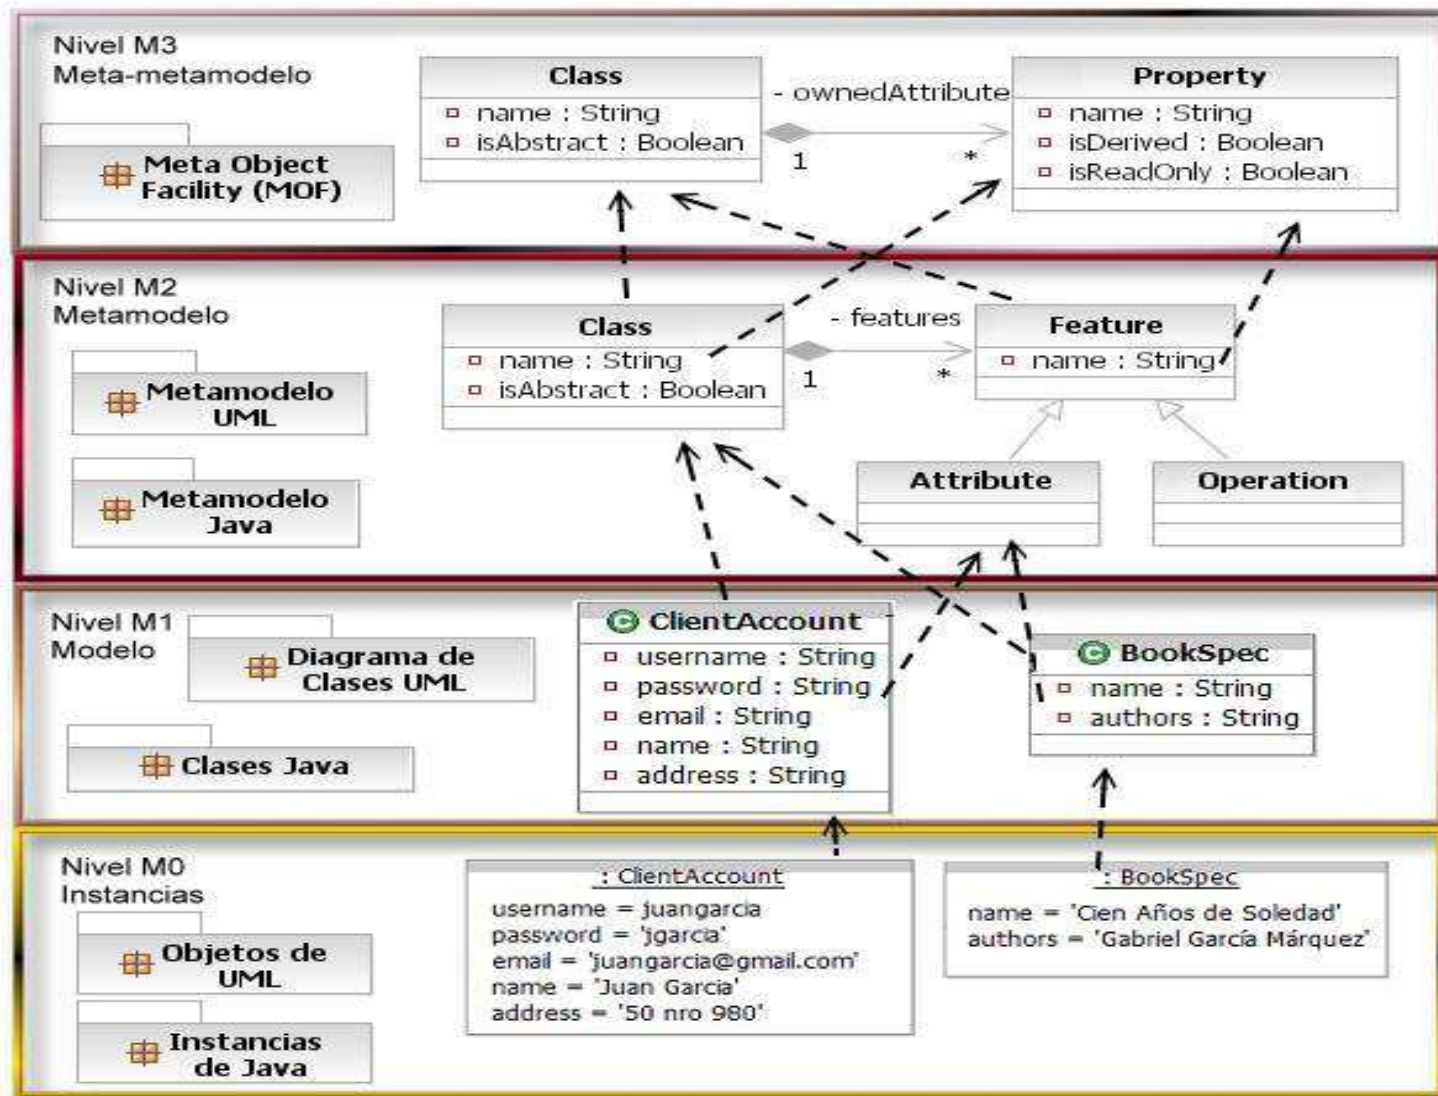 Nivel M3
Meta-metamodelo
Meta Object
Facility (MOF)
Class
name : String
isAbstract : Boolean
- ownedAttribute
1
*
Property
name : String
isDerived : Boolean
isReadOnly : Boolean
Nivel M2
Metamodelo
Metamodelo
UML
Metamodelo
Java
Class
name : String
isAbstract : Boolean
- features
1
*
Feature
name : String
Attribute
Operation
Nivel M1
Modelo
Diagrama de
Clases UML
Clases Java
C ClientAccount
username : String
password : String
email : String
name : String
address : String
C BookSpec
name : String
authors : String
Nivel M0
Instancias
Objetos de
UML
Instancias
de Java
: ClientAccount
username = juangarcia
password = 'jgarcia'
email = 'juangarcia@gmail.com'
name = 'Juan Garcia'
address = '50 nro 980'
: BookSpec
name = 'Cien Años de Soledad'
authors = 'Gabriel García Márquez'